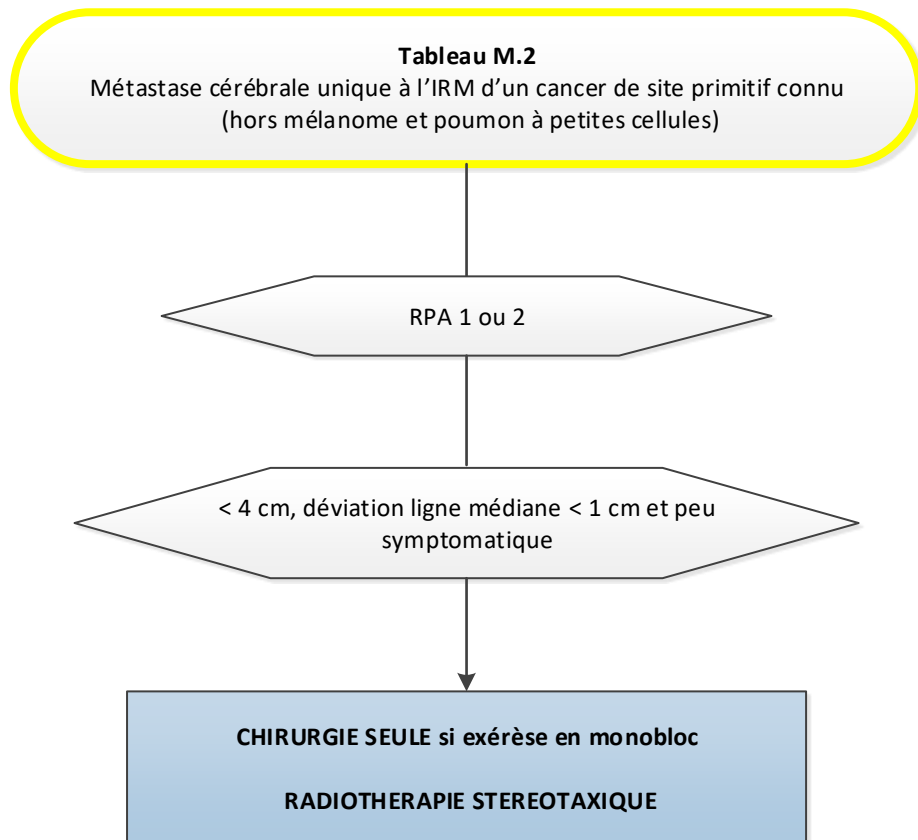 Tableau M.2
Métastase cérébrale unique à l’IRM d’un cancer de site primitif connu
(hors mélanome et poumon à petites cellules)
RPA 1 ou 2
< 4 cm, déviation ligne médiane < 1 cm et peu
symptomatique
CHIRURGIE SEULE si exérèse en monobloc
RADIOTHERAPIE STEREOTAXIQUE